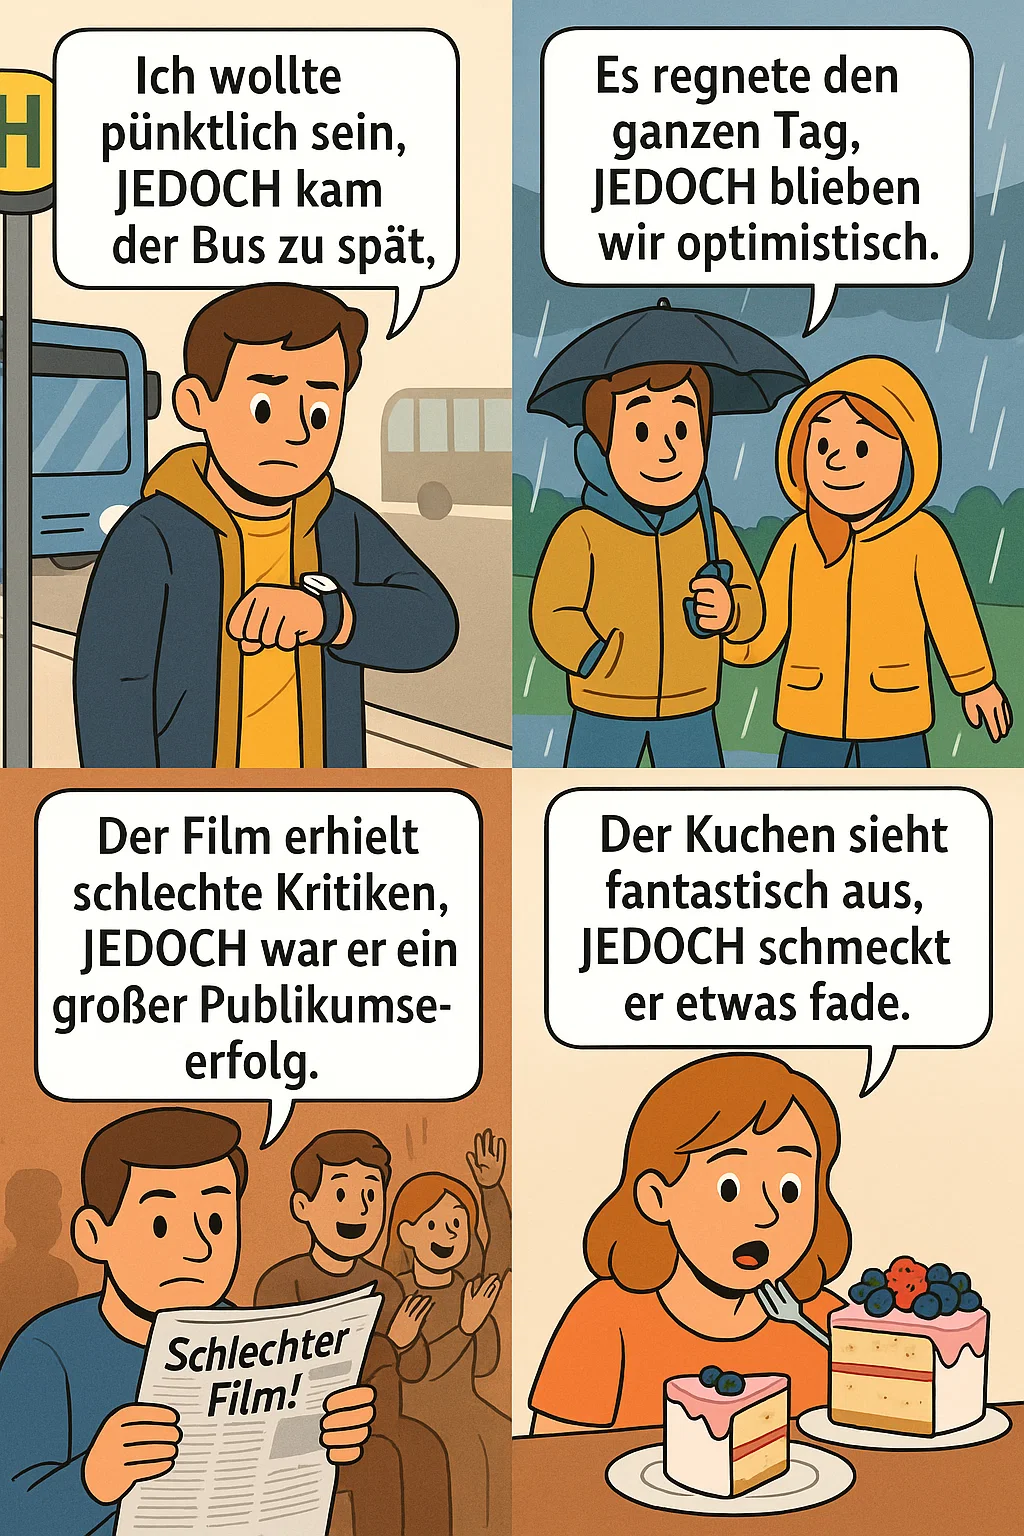 H
Ich wollte
pünktlich sein,
JEDOCH kam
der Bus zu spät,
Es regnete den
ganzen Tag,
JEDOCH blieben
wir optimistisch.
Der Film erhielt
schlechte Kritiken,
JEDOCH war er ein
großer Publikumse-
erfolg.
Schlechter
Film!
Der Kuchen sieht
fantastisch aus,
JEDOCH schmeckt
er etwas fade.